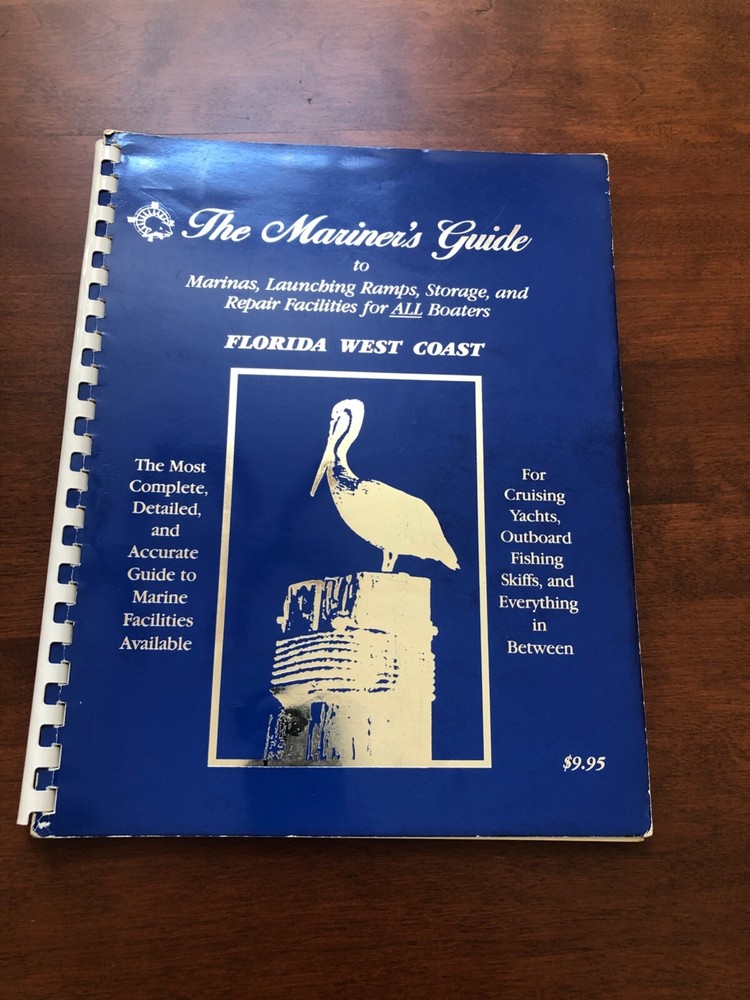 The Mariner's Guide
to
Marinas, Launching Ramps, Storage, and
Repair Facilities for ALL Boaters
FLORIDA WEST COAST
The Most
Complete,
Detailed,
and
Accurate
Guide to
Marine
Facilities
Available
For
Cruising
Yachts,
Outboard
Fishing
Skiffs, and
Everything
in
Between
$9.95